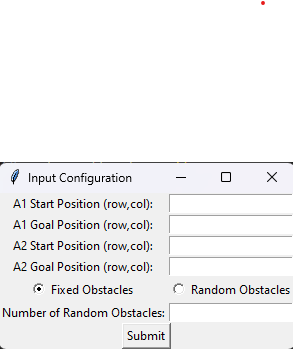 Input Configuration
A1 Start Position (row,col):
A1 Goal Position (row,col):
A2 Start Position (row,col):
A2 Goal Position (row,col):
Fixed Obstacles Random Obstacles
Number of Random Obstacles:
Submit